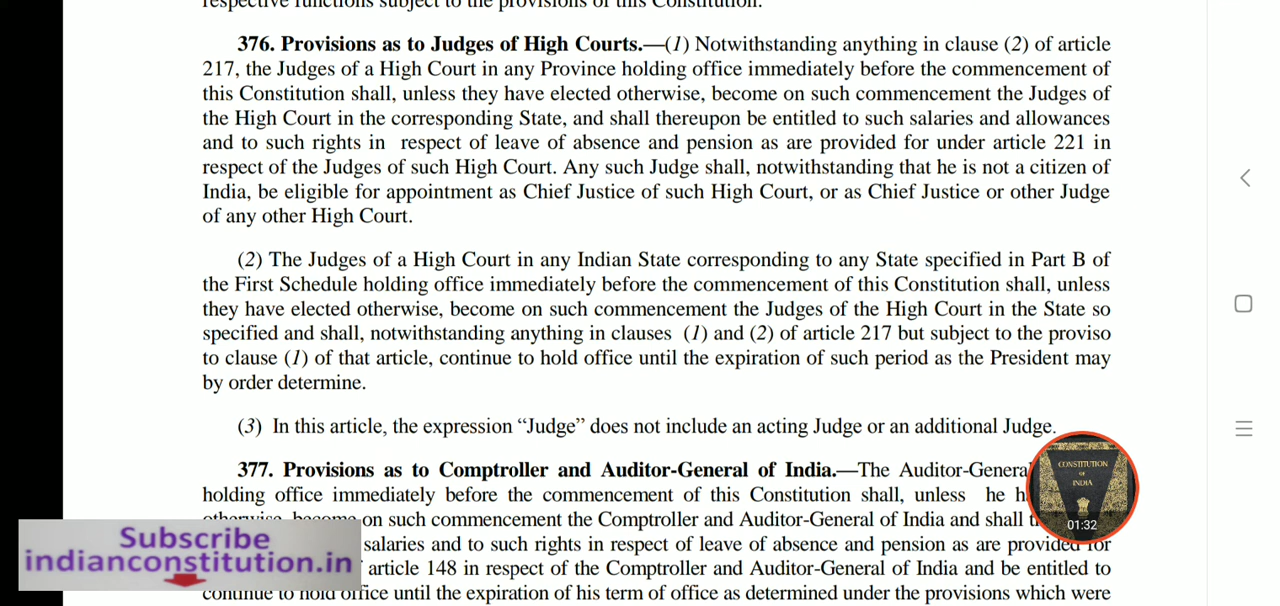 respective functions subject to the provisions of this Constitution.
376. Provisions as to Judges of High Courts.—(1) Notwithstanding anything in clause (2) of article
217, the Judges of a High Court in any Province holding office immediately before the commencement of
this Constitution shall, unless they have elected otherwise, become on such commencement the Judges of
the High Court in the corresponding State, and shall thereupon be entitled to such salaries and allowances
and to such rights in respect of leave of absence and pension as are provided for under article 221 in
respect of the Judges of such High Court. Any such Judge shall, notwithstanding that he is not a citizen of
India, be eligible for appointment as Chief Justice of such High Court, or as Chief Justice or other Judge
of any other High Court.
(2) The Judges of a High Court in any Indian State corresponding to any State specified in Part B of
the First Schedule holding office immediately before the commencement of this Constitution shall, unless
they have elected otherwise, become on such commencement the Judges of the High Court in the State so
specified and shall, notwithstanding anything in clauses (1) and (2) of article 217 but subject to the proviso
to clause (1) of that article, continue to hold office until the expiration of such period as the President may
by order determine.
(3) In this article, the expression “Judge” does not include an acting Judge or an additional Judge.
377. Provisions as to Comptroller and Auditor-General of India.—The Auditor-Genera
holding office immediately before the commencement of this Constitution shall, unless he h
otherwise, become on such commencement the Comptroller and Auditor-General of India and shall t
salaries and to such rights in respect of leave of absence and pension as are provided for
article 148 in respect of the Comptroller and Auditor-General of India and be entitled to
continue to hold office until the expiration of his term of office as determined under the provisions which were
CONSTITUTION
OF
INDIA
01:32
Subscribe
indianconstitution.in